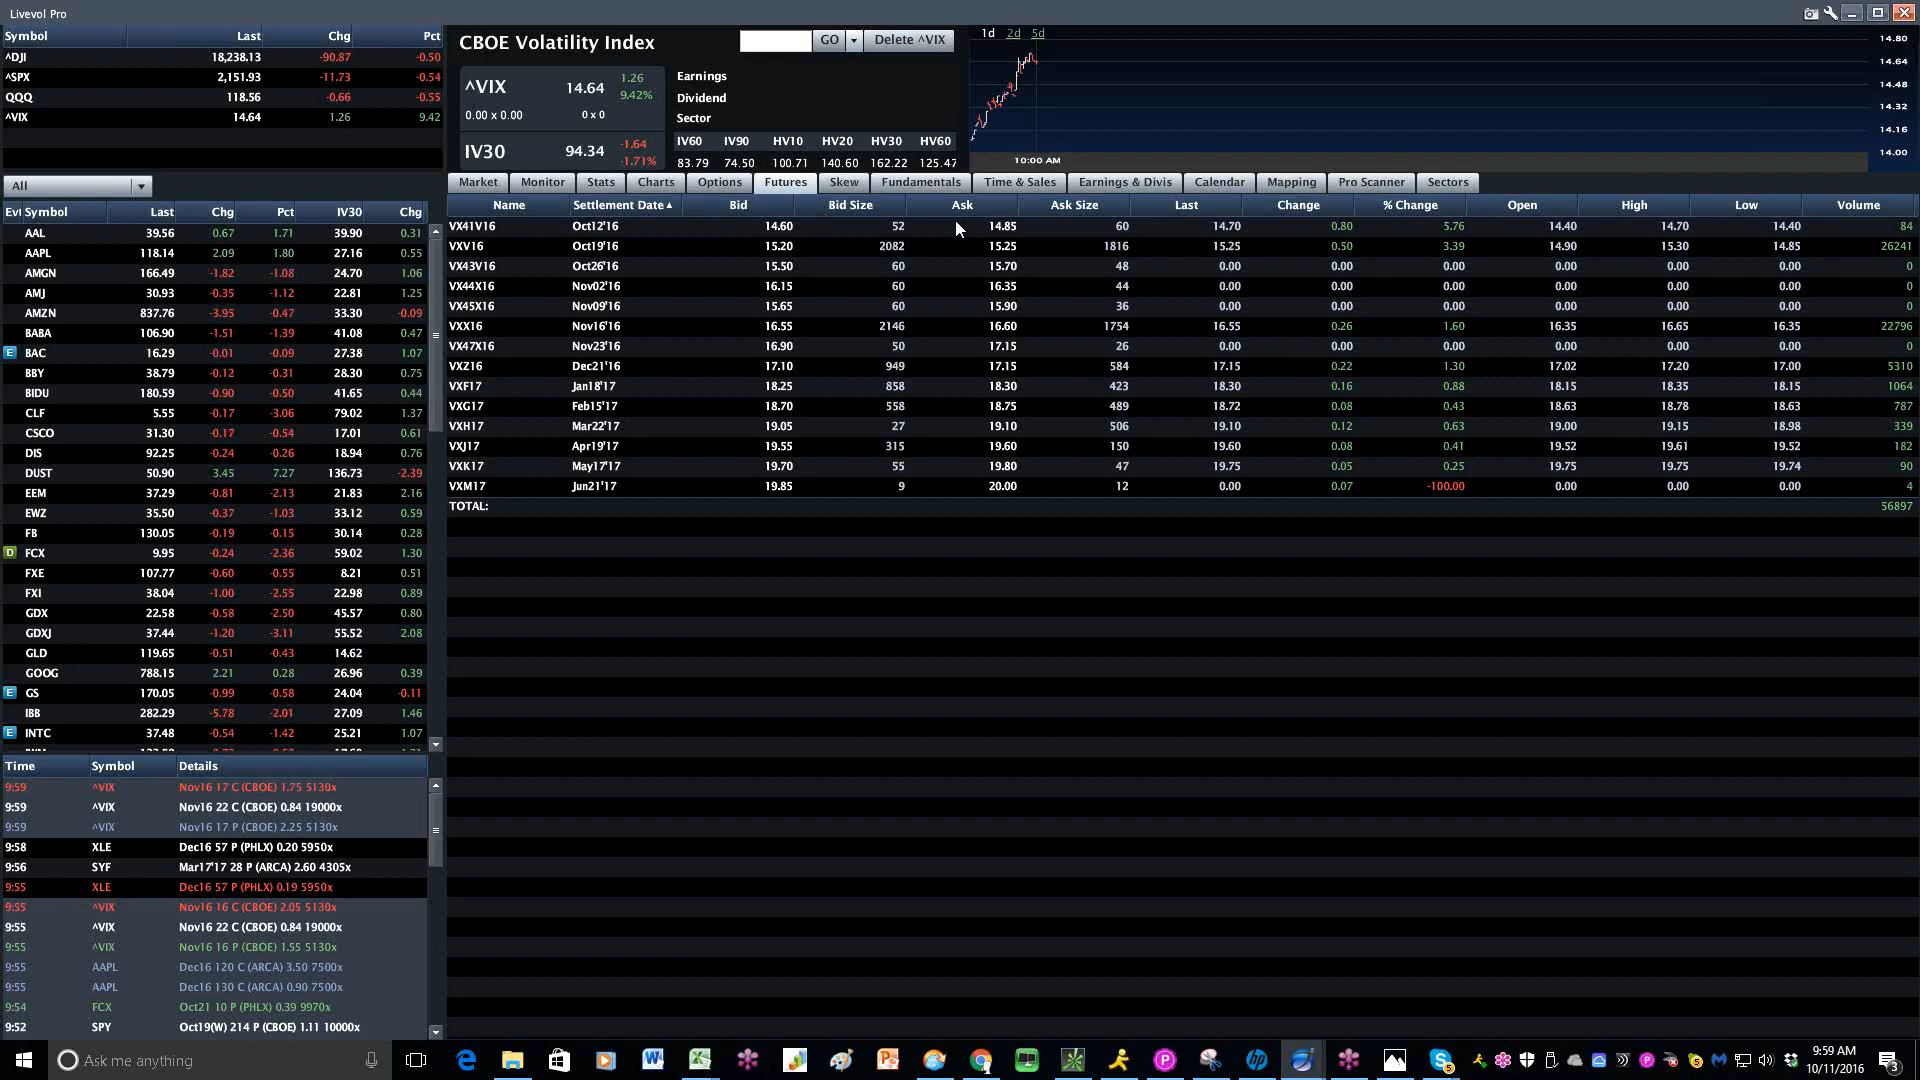 Livevol Pro
Symbol Last Chg Pct
^DJI 18,238.13 -90.87 -0.50
^SPX 2,151.93 -11.73 -0.54
QQQ 118.56 -0.66 -0.55
^VIX 14.64 1.26 9.42
CBOE Volatility Index GO Delete ^VIX
^VIX 14.64 1.26
9.42%
0.00 x 0.00 0 x 0
IV30 94.34 -1.64
-1.71%
Earnings
Dividend
Sector
IV60 IV90 HV10 HV20 HV30 HV60
83.79 74.50 100.71 140.60 162.22 125.47
1d 2d 5d
14.80
14.64
14.48
14.32
14.16
14.00
10:00 AM
All
Market Monitor Stats Charts Options Futures Skew Fundamentals Time & Sales Earnings & Divis Calendar Mapping Pro Scanner Sectors
Evt Symbol Last Chg Pct IV30 Chg
AAL 39.56 0.67 1.71 39.90 0.31
AAPL 118.14 2.09 1.80 27.16 0.55
AMGN 166.49 -1.82 -1.08 24.70 1.06
AMJ 30.93 -0.35 -1.12 22.81 1.25
AMZN 837.76 -3.95 -0.47 33.30 -0.09
BABA 106.90 -1.51 -1.39 41.08 0.47
E BAC 16.29 -0.01 -0.09 27.38 1.07
BBY 38.79 -0.12 -0.31 28.30 0.75
BIDU 180.59 -0.90 -0.50 41.65 0.44
CLF 5.55 -0.17 -3.06 79.02 1.37
CSCO 31.30 -0.17 -0.54 17.01 0.61
DIS 92.25 -0.24 -0.26 18.94 0.76
DUST 50.90 3.45 7.27 136.73 -2.39
EEM 37.29 -0.81 -2.13 21.83 2.16
EWZ 35.50 -0.37 -1.03 33.12 0.59
FB 130.05 -0.19 -0.15 30.14 0.28
D FCX 9.95 -0.24 -2.36 59.02 1.30
FXE 107.77 -0.60 -0.55 8.21 0.51
FXI 38.04 -1.00 -2.55 22.98 0.89
GDX 22.58 -0.58 -2.50 45.57 0.80
GDXJ 37.44 -1.20 -3.11 55.52 2.08
GLD 119.65 -0.51 -0.43 14.62
GOOG 788.15 2.21 0.28 26.96 0.39
E GS 170.05 -0.99 -0.58 24.04 -0.11
IBB 282.29 -5.78 -2.01 27.09 1.46
E INTC 37.48 -0.54 -1.42 25.21 1.07
Name Settlement Date Bid Bid Size Ask Ask Size Last Change % Change Open High Low Volume
VX41V16 Oct12'16 14.60 52 14.85 60 14.70 0.80 5.76 14.40 14.70 14.40 84
VXV16 Oct19'16 15.20 2082 15.25 1816 15.25 0.50 3.39 14.90 15.30 14.85 26241
VX43V16 Oct26'16 15.50 60 15.70 48 0.00 0.00 0.00 0.00 0.00 0.00 0
VX44X16 Nov02'16 16.15 60 16.35 44 0.00 0.00 0.00 0.00 0.00 0.00 0
VX45X16 Nov09'16 15.65 60 15.90 36 0.00 0.00 0.00 0.00 0.00 0.00 0
VXX16 Nov16'16 16.55 2146 16.60 1754 16.55 0.26 1.60 16.35 16.65 16.35 22796
VX47X16 Nov23'16 16.90 50 17.15 26 0.00 0.00 0.00 0.00 0.00 0.00 0
VXZ16 Dec21'16 17.10 949 17.15 584 17.15 0.22 1.30 17.02 17.20 17.00 5310
VXF17 Jan18'17 18.25 858 18.30 423 18.30 0.16 0.88 18.15 18.35 18.15 1064
VXG17 Feb15'17 18.70 558 18.75 489 18.72 0.08 0.43 18.63 18.78 18.63 787
VXH17 Mar22'17 19.05 27 19.10 506 19.10 0.12 0.63 19.00 19.15 18.98 339
VXJ17 Apr19'17 19.55 315 19.60 150 19.60 0.08 0.41 19.52 19.61 19.52 182
VXK17 May17'17 19.70 55 19.80 47 19.75 0.05 0.25 19.75 19.75 19.74 90
VXM17 Jun21'17 19.85 9 20.00 12 0.00 0.07 -100.00 0.00 0.00 0.00 4
TOTAL: 56897
Time Symbol Details
9:59 ^VIX Nov16 17 C (CBOE) 1.75 5130x
9:59 ^VIX Nov16 22 C (CBOE) 0.84 19000x
9:59 ^VIX Nov16 17 P (CBOE) 2.25 5130x
9:58 XLE Dec16 57 P (PHLX) 0.20 5950x
9:56 SYF Mar17'17 28 P (ARCA) 2.60 4305x
9:55 XLE Dec16 57 P (PHLX) 0.19 5950x
9:55 ^VIX Nov16 16 C (CBOE) 2.05 5130x
9:55 ^VIX Nov16 22 C (CBOE) 0.84 19000x
9:55 ^VIX Nov16 16 P (CBOE) 1.55 5130x
9:55 AAPL Dec16 120 C (ARCA) 3.50 7500x
9:55 AAPL Dec16 130 C (ARCA) 0.90 7500x
9:54 FCX Oct21 10 P (PHLX) 0.39 9970x
9:52 SPY Oct19(W) 214 P (CBOE) 1.11 10000x
Ask me anything
9:59 AM
10/11/2016